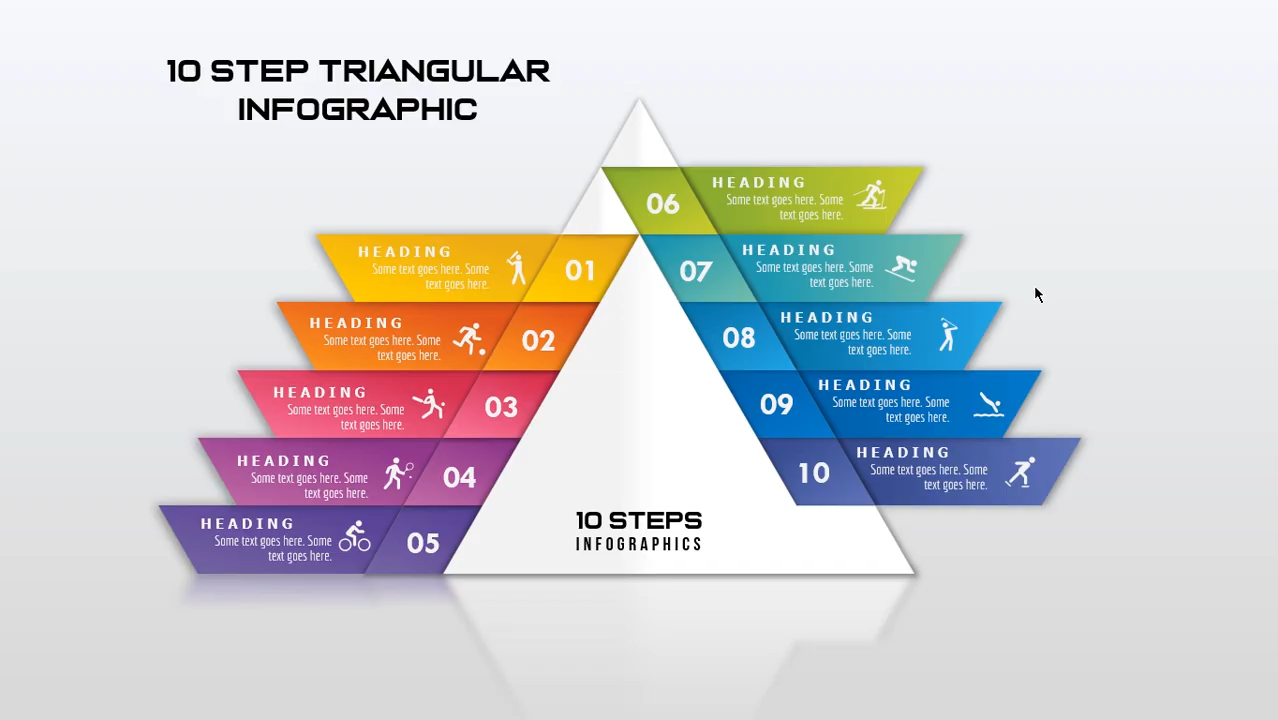 10 STEP TRIANGULAR
INFOGRAPHIC
HEADING
Some text goes here. Some
text goes here.
01
HEADING
Some text goes here. Some
text goes here.
02
HEADING
Some text goes here. Some
text goes here.
03
HEADING
Some text goes here. Some
text goes here.
04
HEADING
Some text goes here. Some
text goes here.
05
06
HEADING
Some text goes here. Some
text goes here.
07
HEADING
Some text goes here. Some
text goes here.
08
HEADING
Some text goes here. Some
text goes here.
09
HEADING
Some text goes here. Some
text goes here.
10
HEADING
Some text goes here. Some
text goes here.
10 STEPS
INFOGRAPHICS